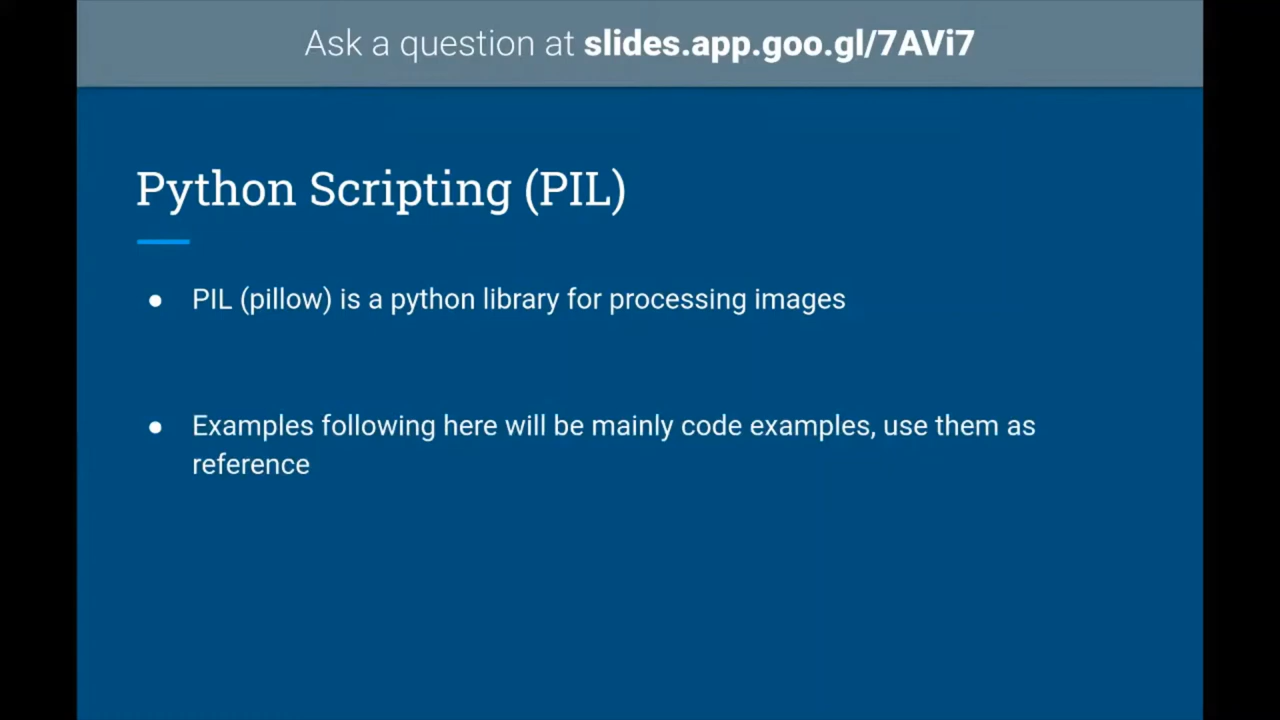 Ask a question at slides.app.goo.gl/7AVi7
Python Scripting (PIL)
● PIL (pillow) is a python library for processing images
● Examples following here will be mainly code examples, use them as
reference